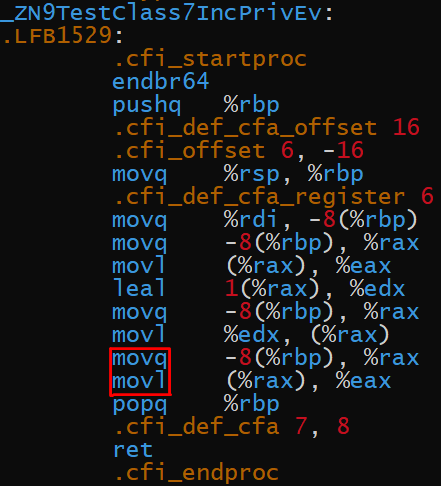 _ZN9TestClass7IncPrivEv:
.LFB1529:
.cfi_startproc
endbr64
pushq %rbp
.cfi_def_cfa_offset 16
.cfi_offset 6, -16
movq %rsp, %rbp
.cfi_def_cfa_register 6
movq %rdi, -8(%rbp)
movq -8(%rbp), %rax
movl (%rax), %eax
leal 1(%rax), %edx
movq -8(%rbp), %rax
movl %edx, (%rax)
movq -8(%rbp), %rax
movl (%rax), %eax
popq %rbp
.cfi_def_cfa 7, 8
ret
.cfi_endproc